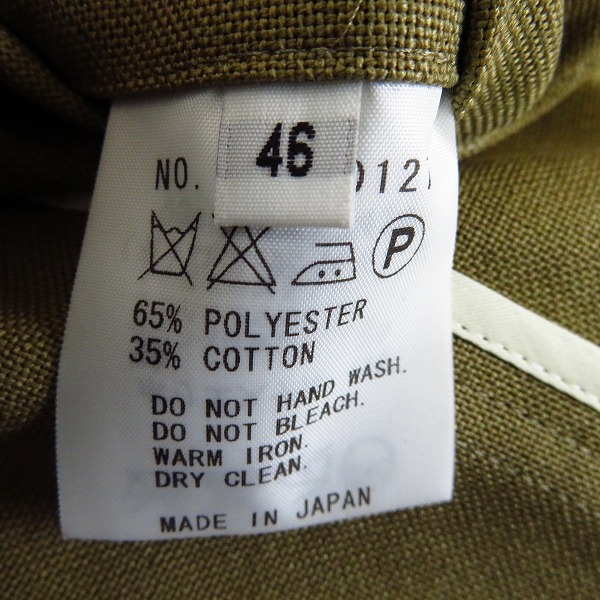 46
NO.
P
65% POLYESTER
35% COTTON
DO NOT HAND WASH.
DO NOT BLEACH.
WARM IRON.
DRY CLEAN.
MADE IN JAPAN